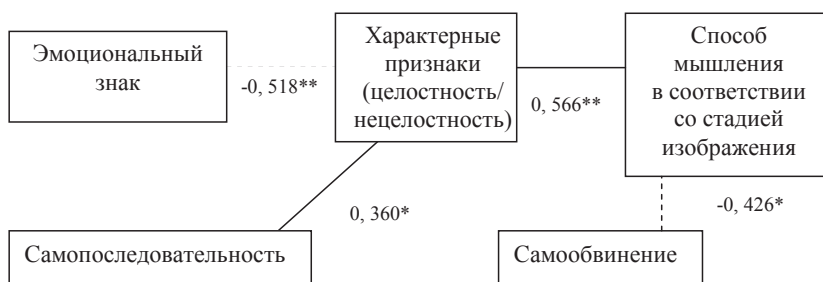 Эмоциональный
знак
-0, 518**
Характерные
признаки
(целостность/
нецелостность)
0, 566**
Способ
мышления
в соответствии
со стадией
изображения
0, 360*
-0, 426*
Самопоследовательность
Самообвинение